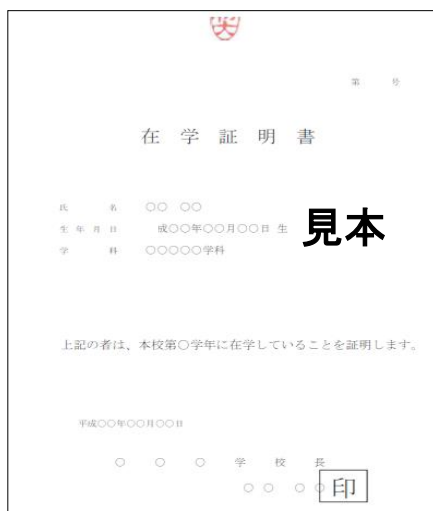 第　号
在学証明書
氏　名　〇〇　〇〇
生年月日　成〇〇年〇〇月〇〇日 生
見本
学　科　〇〇〇〇〇学科
上記の者は、本校第〇学年に在学していることを証明します。
平成〇〇年〇〇月〇〇日
〇　〇　〇　学　校　長
〇〇　〇〇
印